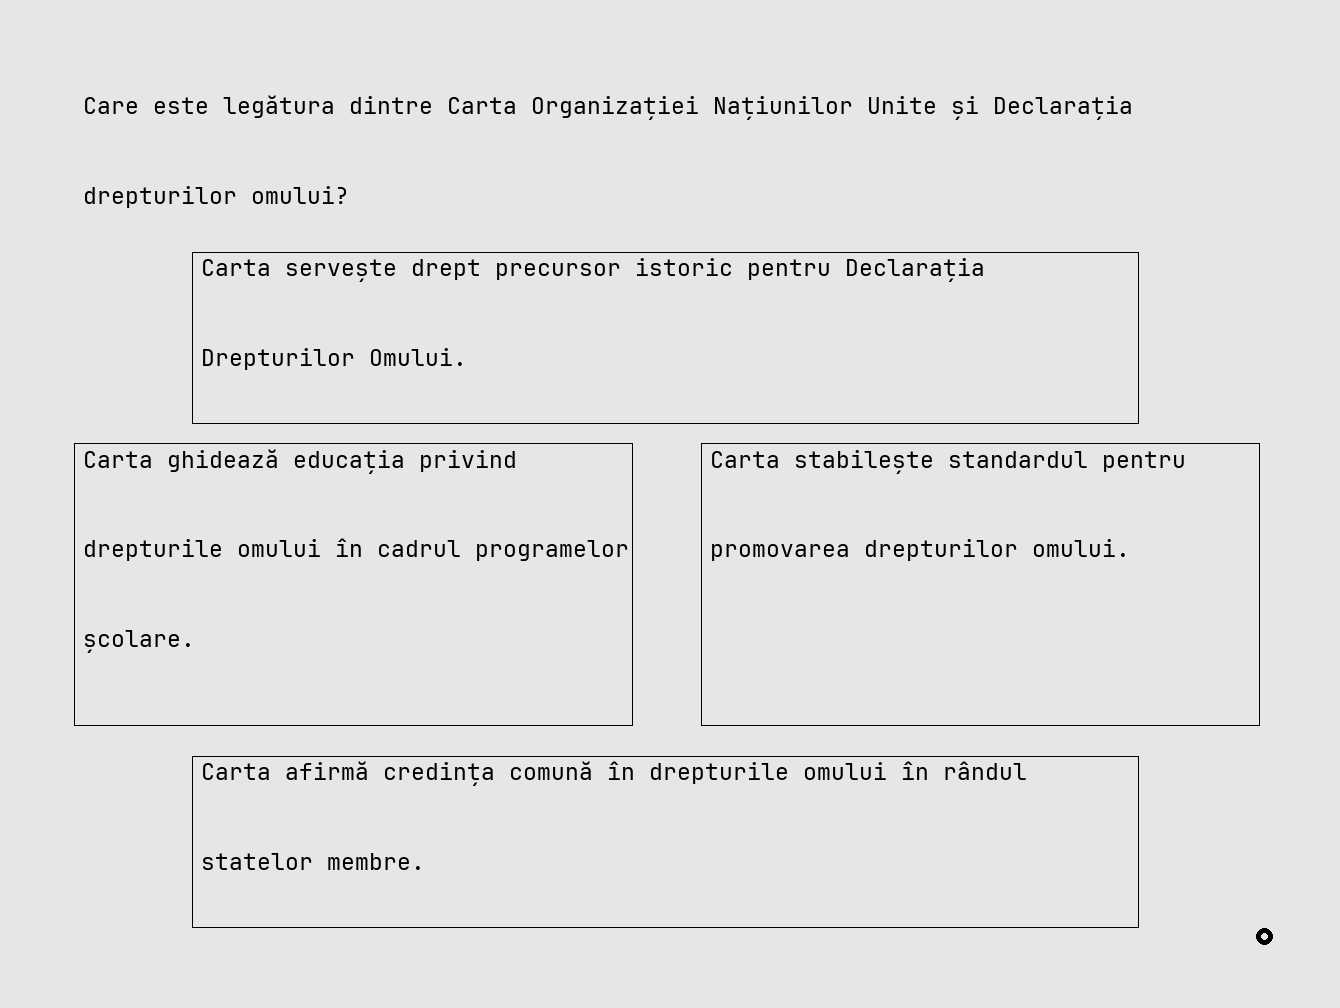 Care este legătura dintre Carta Organizației Națiunilor Unite și Declarația
drepturilor omului?
Carta servește drept precursor istoric pentru Declarația
Drepturilor Omului.
Carta ghidează educația privind
drepturile omului în cadrul programelor
școlare.
Carta stabilește standardul pentru
promovarea drepturilor omului.
Carta afirmă credința comună în drepturile omului în rândul
statelor membre.